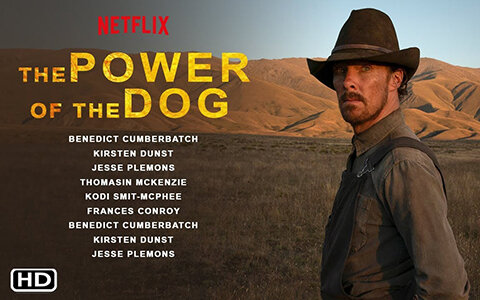 NETFLIX
THE POWER
OF THE DOG
BENEDICT CUMBERBATCH
KIRSTEN DUNST
JESSE PLEMONS
THOMASIN MCKENZIE
KODI SMIT-MCPHEE
FRANCES CONROY
BENEDICT CUMBERBATCH
KIRSTEN DUNST
JESSE PLEMONS
HD